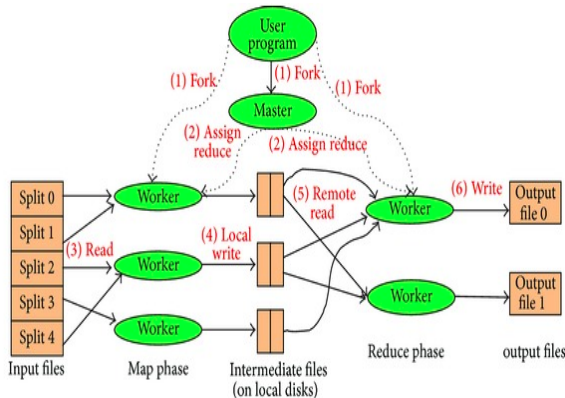 User
program
(1) Fork
(1) Fork
(1) Fork
Master
(2) Assign
reduce
(2) Assign reduce
Split 0
Split 1
Split 2
Split 3
Split 4
Worker
Worker
Worker
(3) Read
(4) Local
write
(5) Remote
read
Worker
Worker
(6) Write
Output
file 0
Output
file 1
Input files
Map phase
Intermediate files
(on local disks)
Reduce phase
output files